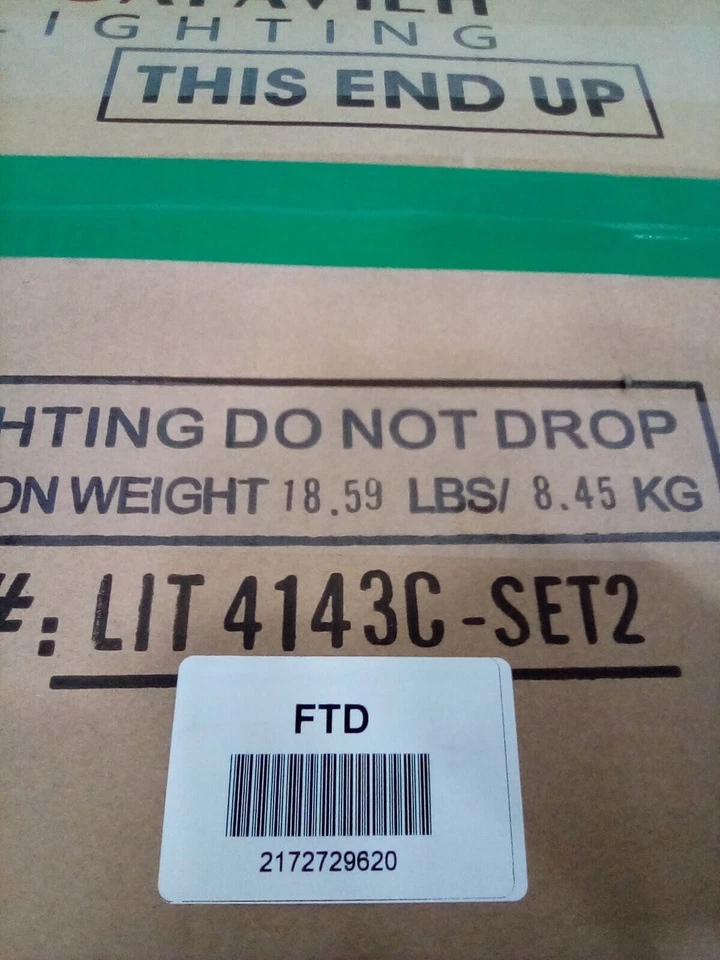 LIGHTING
THIS END UP
HTING DO NOT DROP
ON WEIGHT 18.59 LBS/ 8.45 KG
#: LIT 4143C-SET2
FTD
2172729620